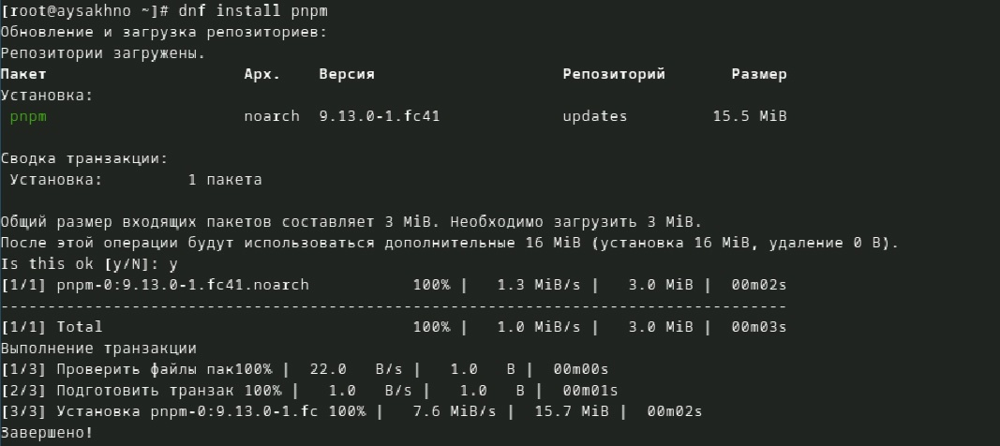 [root@aysakhno ~]# dnf install pnpm
Обновление и загрузка репозиториев:
Репозитории загружены.
Пакет Арх. Версия Репозиторий Размер
Установка:
pnpm noarch 9.13.0-1.fc41 updates 15.5 MiB
Сводка транзакции:
Установка: 1 пакета
Общий размер входящих пакетов составляет 3 MiB. Необходимо загрузить 3 MiB.
После этой операции будут использоваться дополнительные 16 MiB (установка 16 MiB, удаление 0 B).
Is this ok [y/N]: y
[1/1] pnpm-0:9.13.0-1.fc41.noarch 100% | 1.3 MiB/s | 3.0 MiB | 00m02s
------------------------------------------------------------------------------------
[1/1] Total 100% | 1.0 MiB/s | 3.0 MiB | 00m03s
Выполнение транзакции
[1/3] Проверить файлы пак100% | 22.0 B/s | 1.0 B | 00m00s
[2/3] Подготовить транзак 100% | 1.0 B/s | 1.0 B | 00m01s
[3/3] Установка pnpm-0:9.13.0-1.fc 100% | 7.6 MiB/s | 15.7 MiB | 00m02s
Завершено!